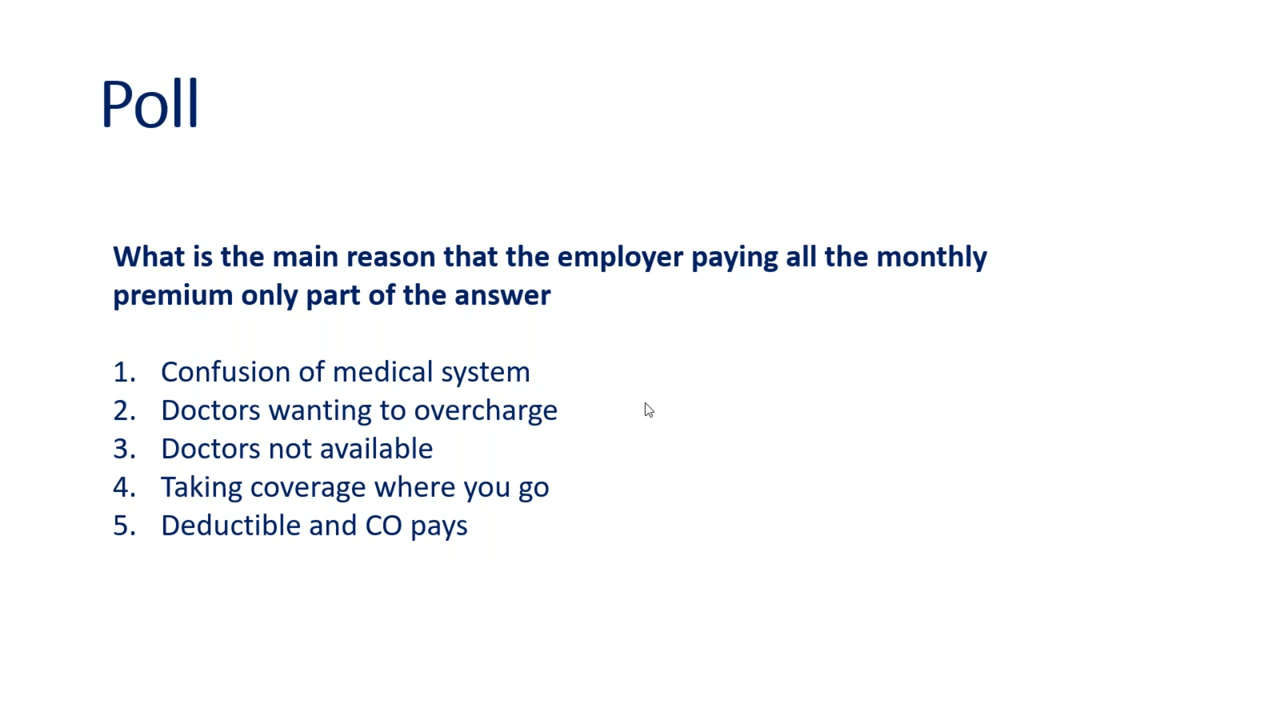 Poll
What is the main reason that the employer paying all the monthly
premium only part of the answer
1. Confusion of medical system
2. Doctors wanting to overcharge
3. Doctors not available
4. Taking coverage where you go
5. Deductible and CO pays